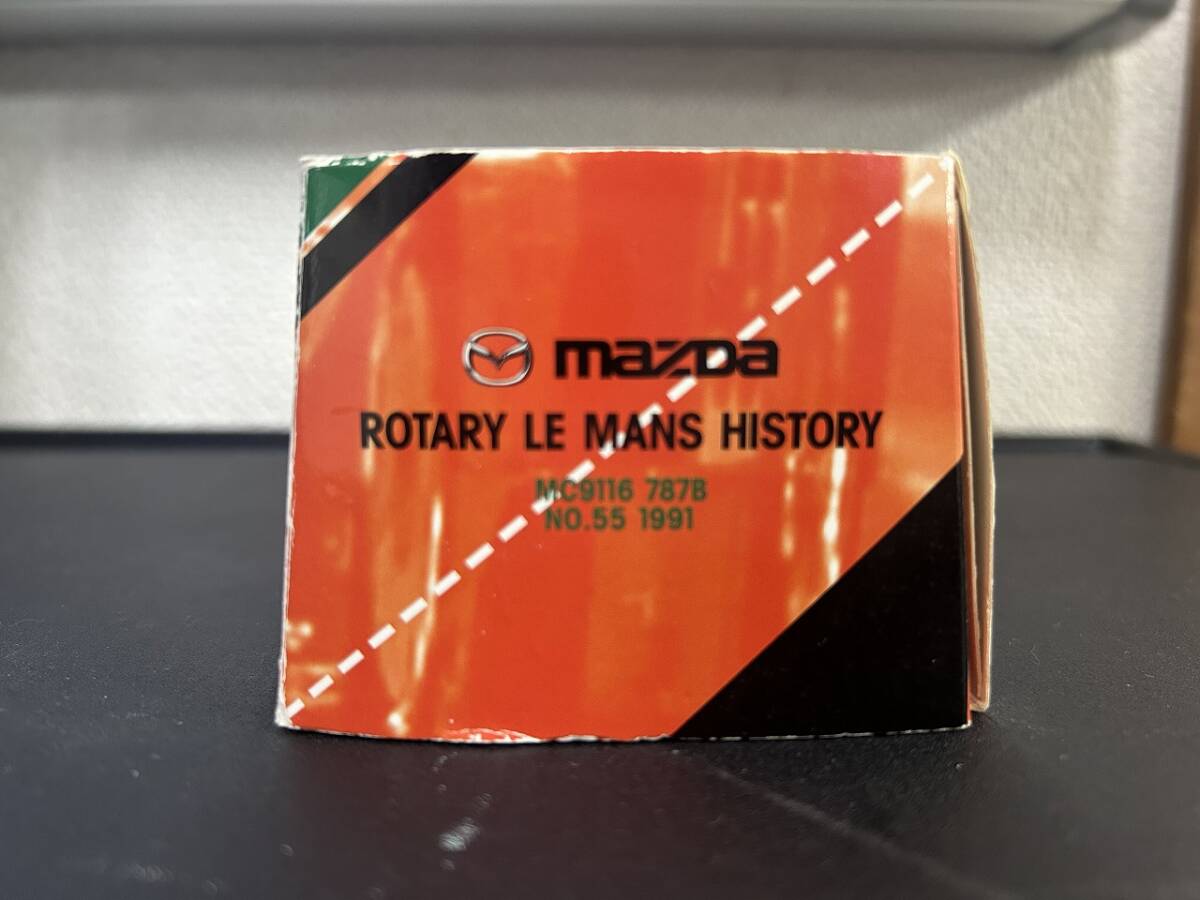 mazda
ROTARY LE MANS HISTORY
MC9116 787B
NO.55 1991